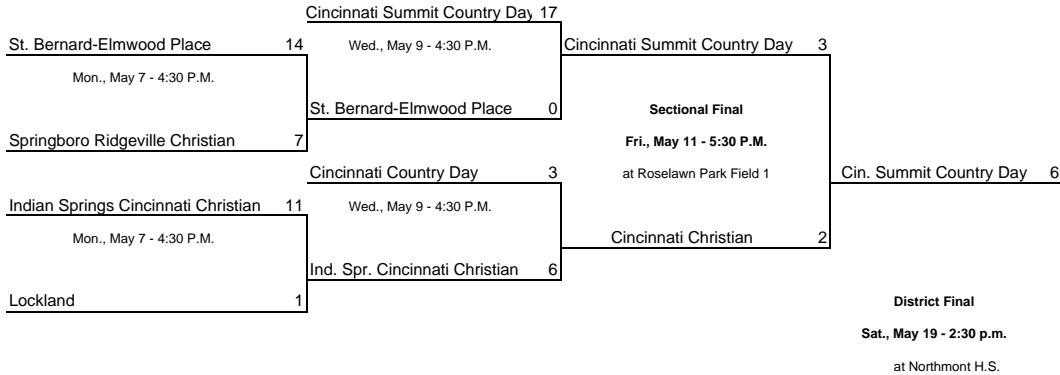 Cincinnati Summit Country Day 17
St. Bernard-Elmwood Place 14
Wed., May 9 - 4:30 P.M.
Cincinnati Summit Country Day 3
Mon., May 7 - 4:30 P.M.
St. Bernard-Elmwood Place 0
Sectional Final
Springboro Ridgeville Christian 7
Fri., May 11 - 5:30 P.M.
Cincinnati Country Day 3
at Roselawn Park Field 1
Cin. Summit Country Day 6
Indian Springs Cincinnati Christian 11
Wed., May 9 - 4:30 P.M.
Mon., May 7 - 4:30 P.M.
Cincinnati Christian 2
Ind. Spr. Cincinnati Christian 6
Lockland 1
District Final
Sat., May 19 - 2:30 p.m.
at Northmont H.S.